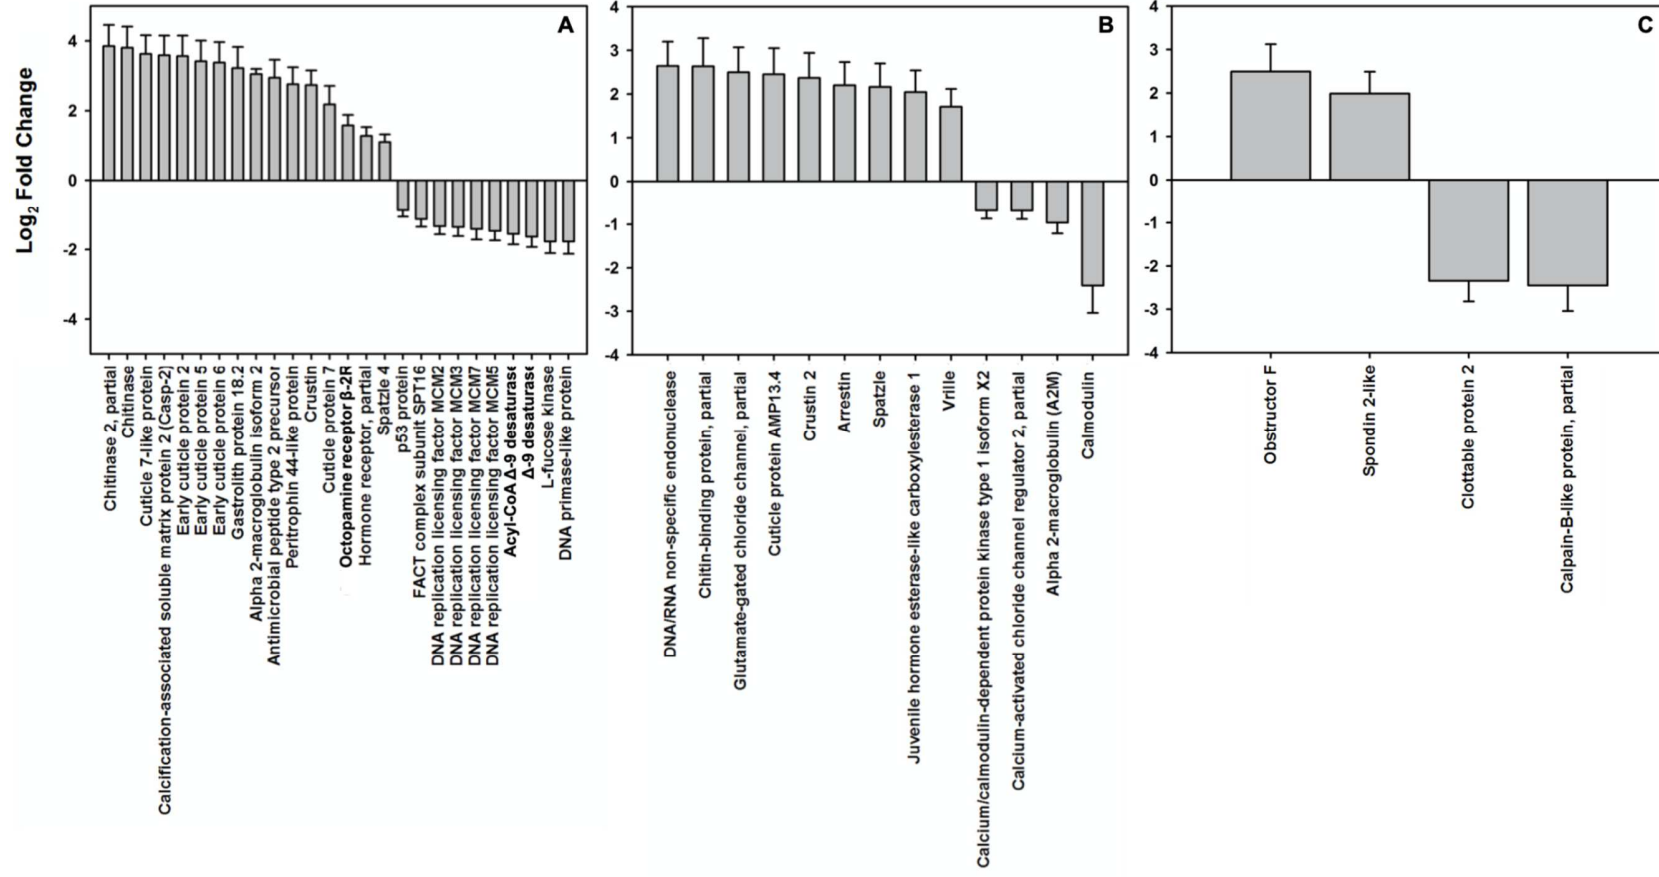 A
B
C
Log2 Fold Change
4
2
0
-2
-4
4
3
2
1
0
-1
-2
-3
-4
4
3
2
1
0
-1
-2
-3
-4
Chitinase 2, partial
Chitinase
Cuticle 7-like protein
Calcification-associated soluble matrix protein 2 (Casp-2)
Early cuticle protein 2
Early cuticle protein 5
Early cuticle protein 6
Gastrolith protein 18.2
Alpha 2-macroglobulin isoform 2
Antimicrobial peptide type 2 precursor
Peritrophin 44-like protein
Crustin
Cuticle protein 7
Octopamine receptor β-2R
Hormone receptor, partial
Spatzle 4
p53 protein
FACT complex subunit SPT16
DNA replication licensing factor MCM2
DNA replication licensing factor MCM3
DNA replication licensing factor MCM7
DNA replication licensing factor MCM5
Acyl-CoA Δ-9 desaturase
Δ-9 desaturase
L-fucose kinase
DNA primase-like protein
DNA/RNA non-specific endonuclease
Chitin-binding protein, partial
Glutamate-gated chloride channel, partial
Cuticle protein AMP13.4
Crustin 2
Arrestin
Spatzle
Juvenile hormone esterase-like carboxylesterase 1
Vrille
Calcium/calmodulin-dependent protein kinase type 1 isoform X2
Calcium-activated chloride channel regulator 2, partial
Alpha 2-macroglobulin (A2M)
Calmodulin
Obstructor F
Spondin 2-like
Clottable protein 2
Calpain-B-like protein, partial